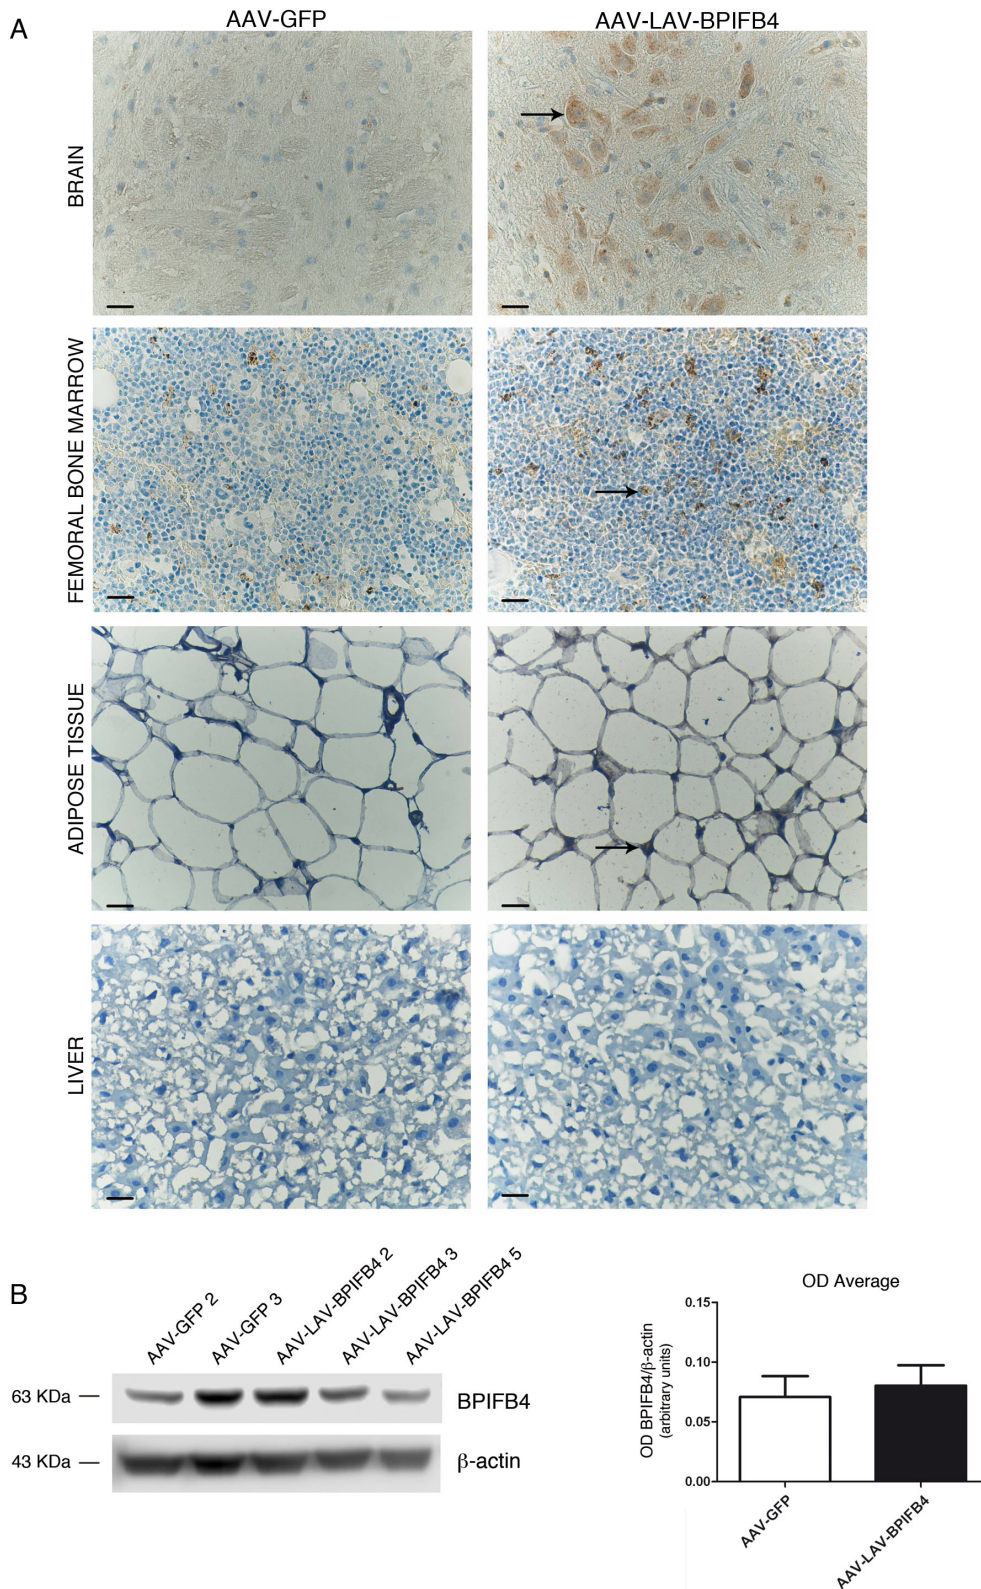 A
AAV-GFP
AAV-LAV-BPIFB4
BRAIN
FEMORAL BONE MARROW
ADIPOSE TISSUE
LIVER
B
AAV-GFP 2
AAV-GFP 3
AAV-LAV-BPIFB4 2
AAV-LAV-BPIFB4 3
AAV-LAV-BPIFB4 5
63 KDa
BPIFB4
43 KDa
β-actin
OD Average
OD BPIFB4/β-actin
(arbitrary units)
0.15
0.10
0.05
0.00
AAV-GFP
AAV-LAV-BPIFB4